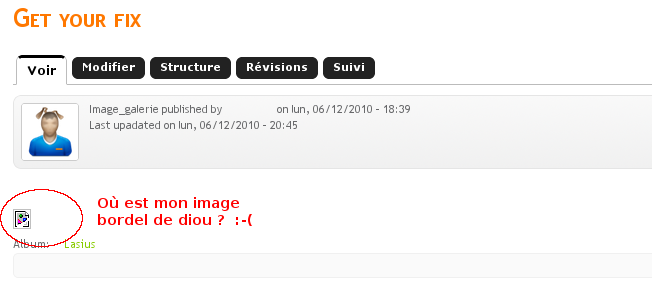 Get your fix
Voir Modifier Structure Révisions Suivi
Image_galerie published by on lun, 06/12/2010 - 18:39
Last upadated on lun, 06/12/2010 - 20:45
Où est mon image
bordel de diou ? :-(
Album: Lasius